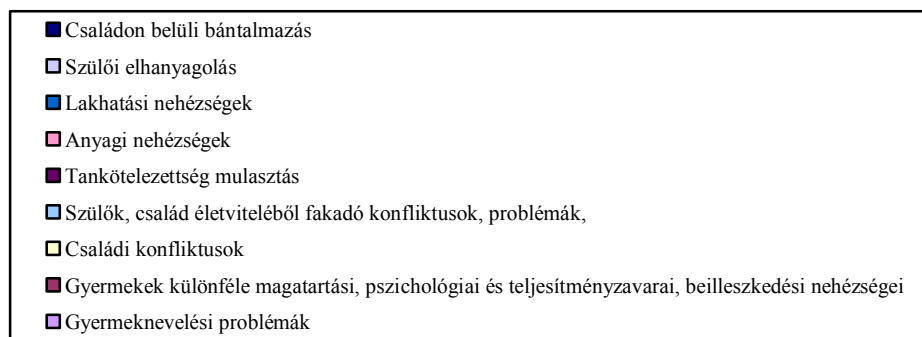 Családon belüli bántalmazás
Szülői elhanyagolás
Lakhatási nehézségek
Anyagi nehézségek
Tankötelezettség mulasztás
Szülők, család életviteléből fakadó konfliktusok, problémák,
Családi konfliktusok
Gyermekek különféle magatartási, pszichológiai és teljesítményzavarai, beilleszkedési nehézségei
Gyermeknevelési problémák